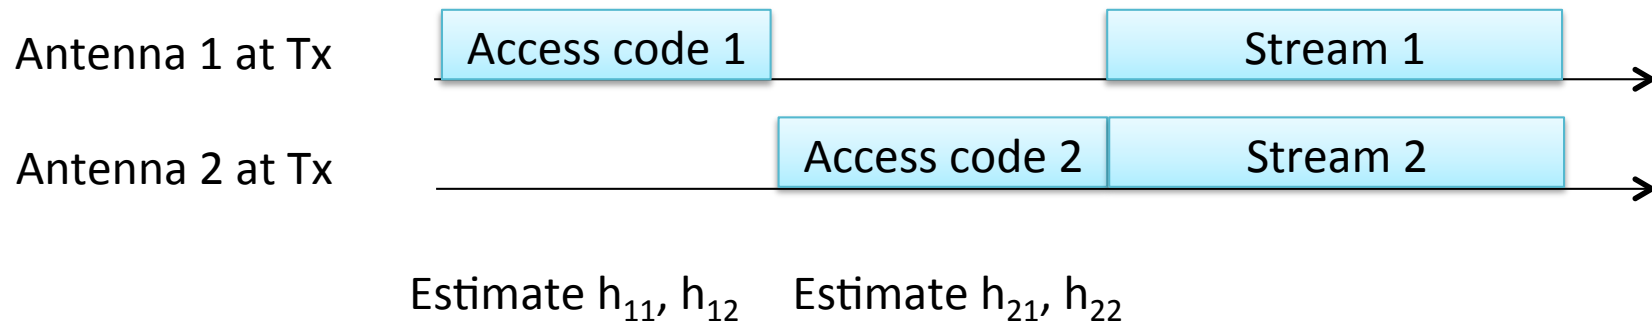 Antenna 1 at Tx Access code 1 Stream 1
Antenna 2 at Tx Access code 2 Stream 2
Estimate h₁₁, h₁₂ Estimate h₂₁, h₂₂